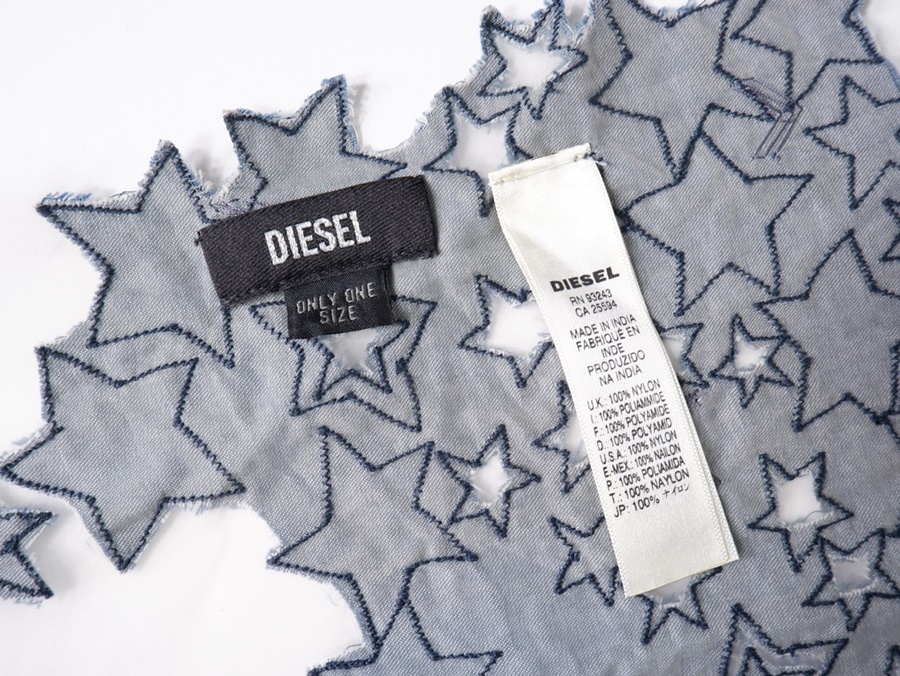 DIESEL
ONLY ONE
SIZE
DIESEL
RN 93243
CA 25594
MADE IN INDIA
FABRIQUÉ EN
INDE
PRODUZIDO
NA INDIA
U.K.: 100% NYLON
I: 100% POLIAMMIDE
F: 100% POLYAMIDE
D: 100% POLYAMID
U.S.A.: 100% NYLON
E-MEX.: 100% NAILON
P: 100% POLIAMIDA
T.: 100% NAYLON
JP: 100% ナイロン